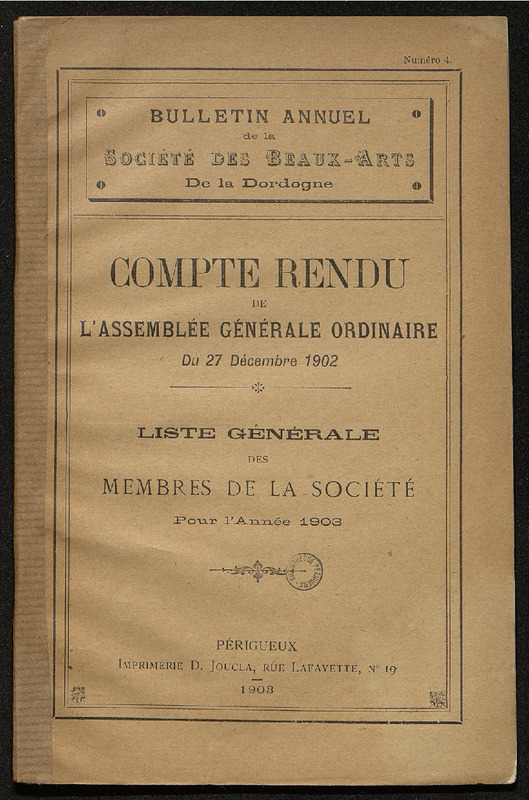 Numéro 4.
BULLETIN ANNUEL
de la
SOCIÉTÉ DES BEAUX-ARTS
De la Dordogne
COMPTE RENDU
DE
L'ASSEMBLÉE GÉNÉRALE ORDINAIRE
Du 27 Décembre 1902
LISTE GÉNÉRALE
DES
MEMBRES DE LA SOCIÉTÉ
Pour l'Année 1903
PÉRIGUEUX
IMPRIMERIE D. JOUCLA, RUE LAFAYETTE, N° 19
1903